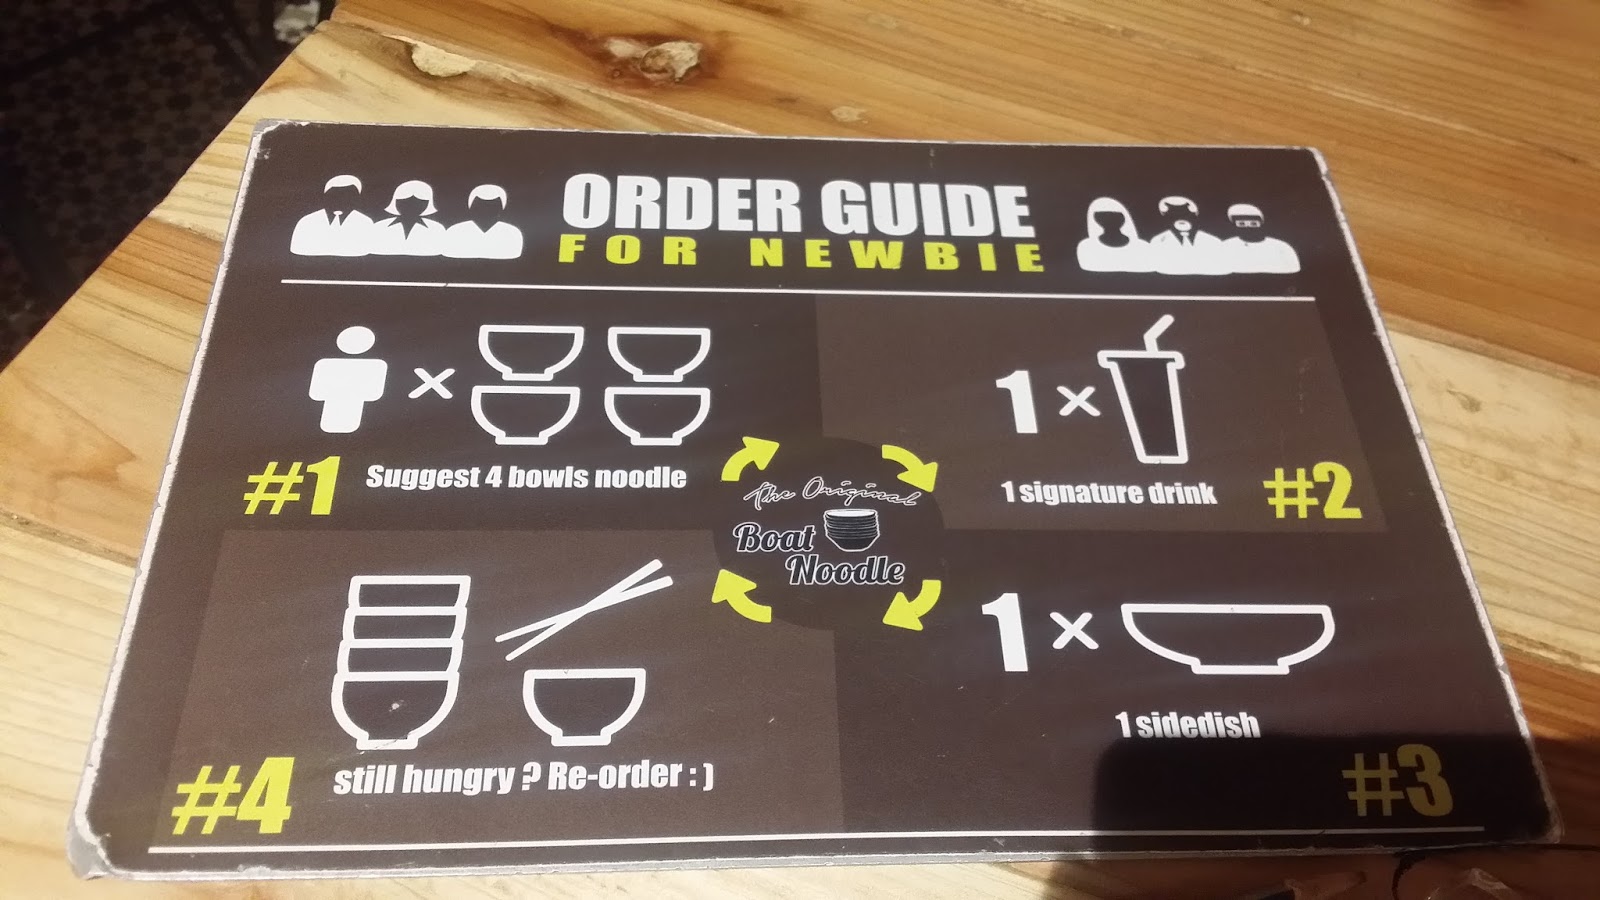 ORDER GUIDE
FOR NEWBIE
×
#1
Suggest 4 bowls noodle
1 ×
1 signature drink
#2
The Original
Boat
Noodle
1 ×
1 sidedish
#3
#4
still hungry ? Re-order : )